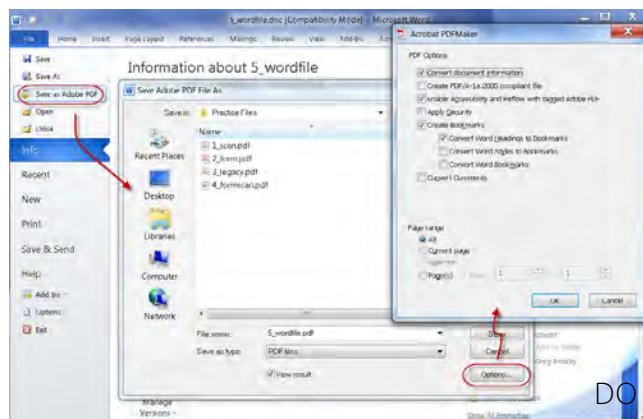 5_wordfile.doc [Compatibility Mode] - Microsoft Word
File Home Insert Page Layout References Mailings Review View Add-Ins
Save
Save As
Save as Adobe PDF
Open
Close
Info
Recent
New
Print
Save & Send
Help
Add-Ins
Options
Exit
Information about 5_wordfile
Save Adobe PDF File As
Save in: Practice Files
Name
Recent Places
Desktop
Libraries
Computer
Network
1_scan.pdf
2_form.pdf
3_legacy.pdf
4_formscan.pdf
File name: 5_wordfile.pdf
Save as type: PDF files
View result
Save
Cancel
Options...
Manage
Versions
Acrobat PDFMaker
PDF Options
Convert document information
Create PDF/A-1a:2005 compliant file
Enable Accessibility and Reflow with tagged Adobe PDF
Apply Security
Create Bookmarks
Convert Word Headings to Bookmarks
Convert Word Styles to Bookmarks
Convert Word Bookmarks
Convert Comments
Page range
All
Current page
Page(s) 1 1
OK Cancel
DO